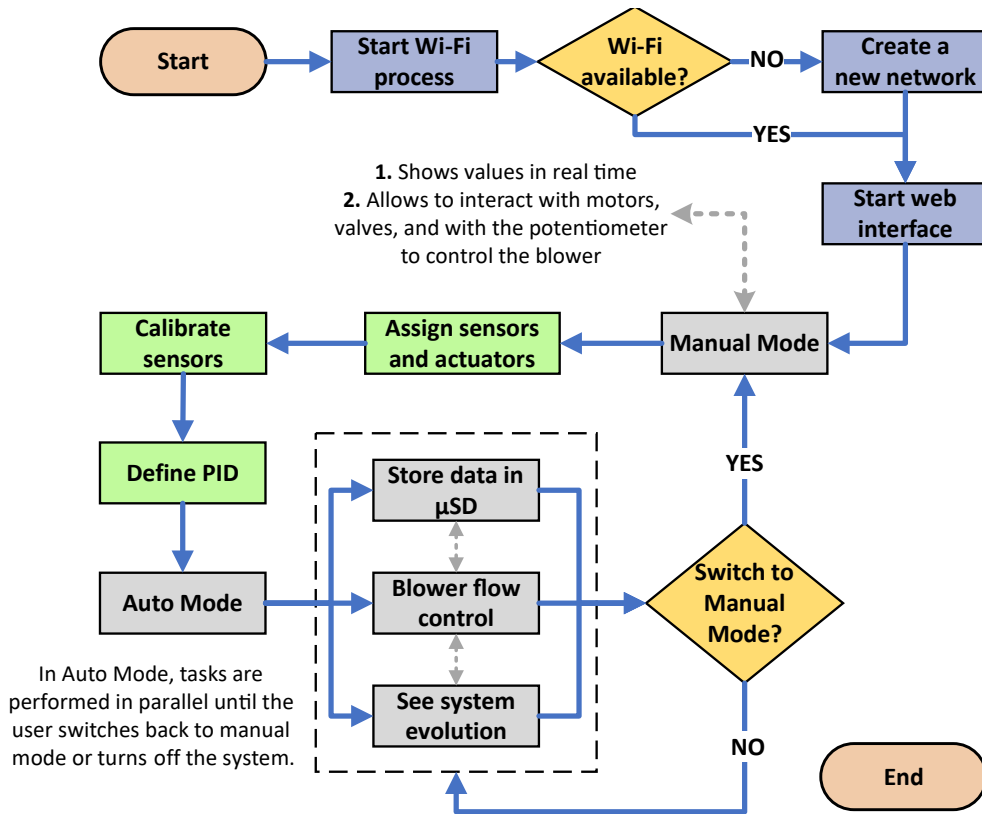 Start
Start Wi-Fi
process
Wi-Fi
available?
NO
Create a
new network
YES
1. Shows values in real time
2. Allows to interact with motors,
valves, and with the potentiometer
to control the blower
Start web
interface
Calibrate
sensors
Assign sensors
and actuators
Manual Mode
Define PID
Store data in
µSD
YES
Auto Mode
Blower flow
control
Switch to
Manual
Mode?
In Auto Mode, tasks are
performed in parallel until the
user switches back to manual
mode or turns off the system.
See system
evolution
NO
End